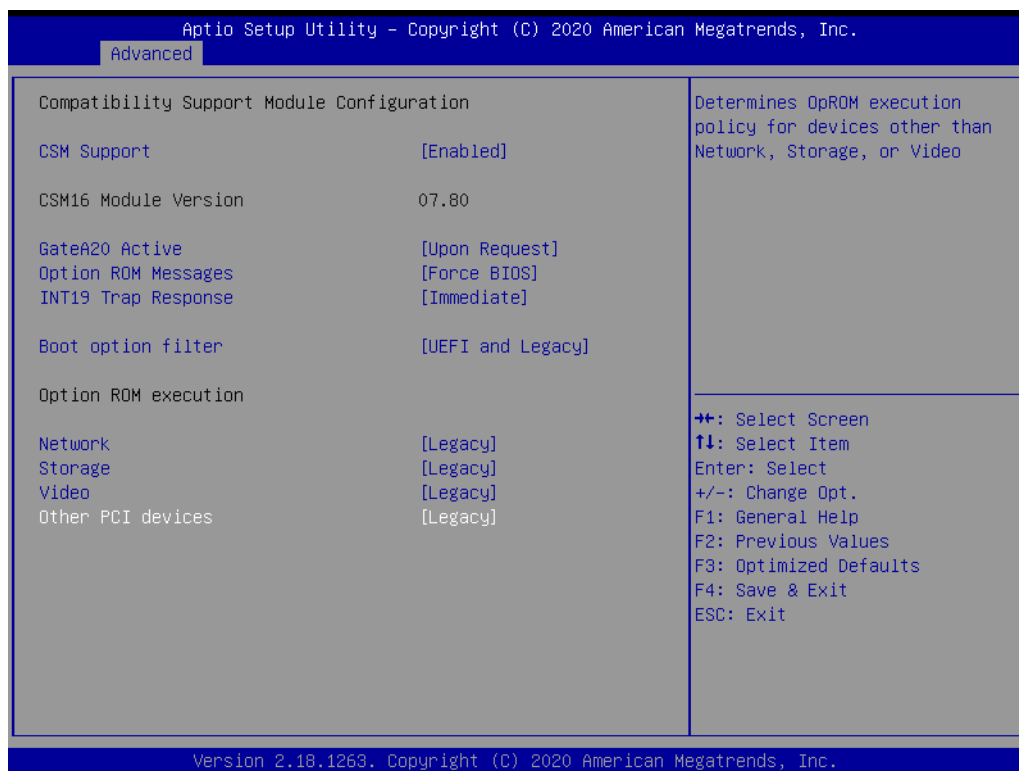 Aptio Setup Utility – Copyright (C) 2020 American Megatrends, Inc.
Advanced
Compatibility Support Module Configuration
CSM Support [Enabled]
CSM16 Module Version 07.80
GateA20 Active [Upon Request]
Option ROM Messages [Force BIOS]
INT19 Trap Response [Immediate]
Boot option filter [UEFI and Legacy]
Option ROM execution
Network [Legacy]
Storage [Legacy]
Video [Legacy]
Other PCI devices [Legacy]
Determines OpROM execution
policy for devices other than
Network, Storage, or Video
→←: Select Screen
↑↓: Select Item
Enter: Select
+/-: Change Opt.
F1: General Help
F2: Previous Values
F3: Optimized Defaults
F4: Save & Exit
ESC: Exit
Version 2.18.1263. Copyright (C) 2020 American Megatrends, Inc.